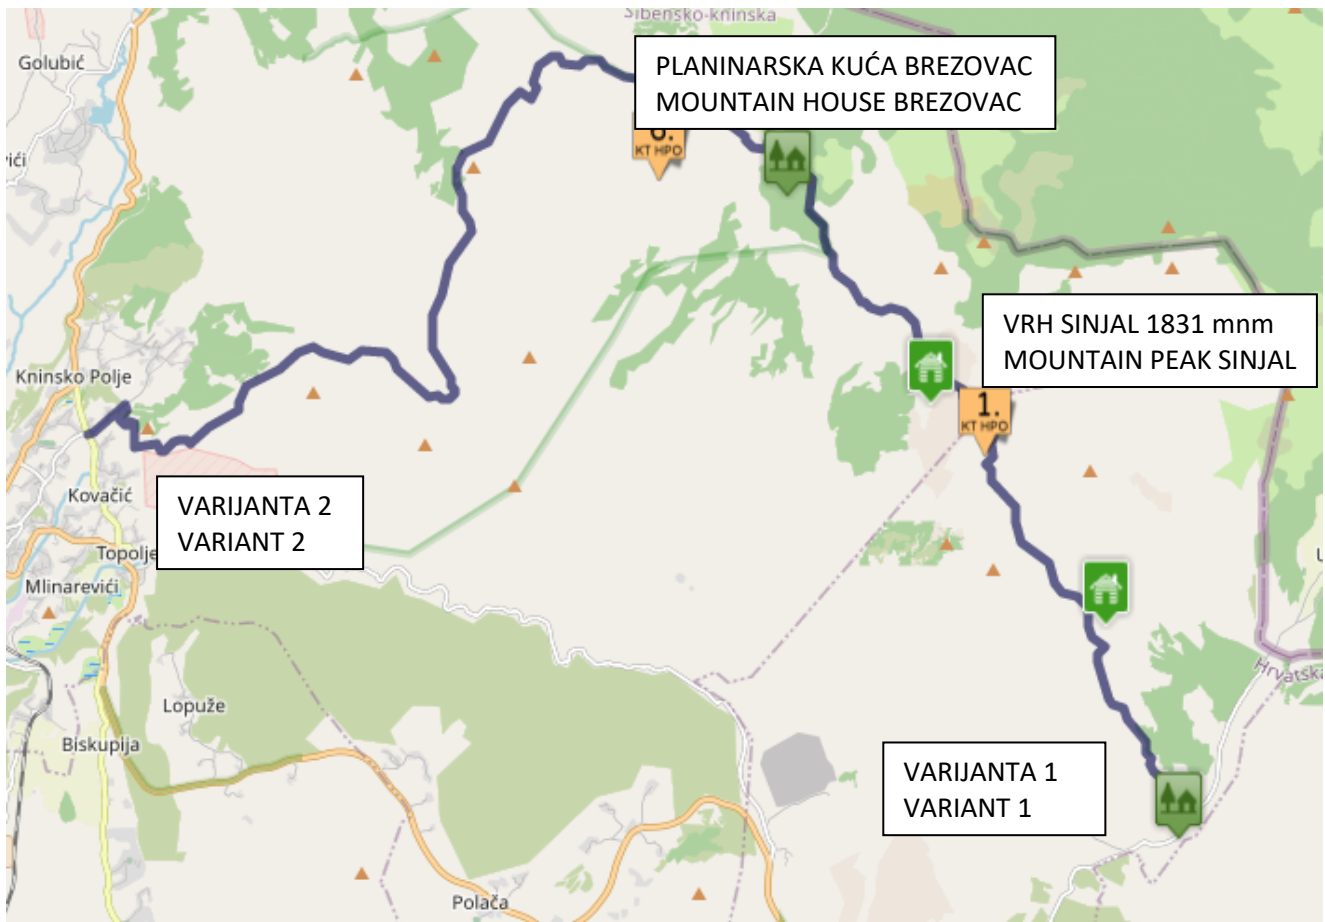 Šibensko-kninska
Golubić
PLANINARSKA KUĆA BREZOVAC
MOUNTAIN HOUSE BREZOVAC
6.
KT HPO
VRH SINJAL 1831 mnm
MOUNTAIN PEAK SINJAL
Kninsko Polje
1.
KT HPO
VARIJANTA 2
VARIANT 2
Kovačić
Mlinarevići
Hrvatska
Lopuže
Biskupija
VARIJANTA 1
VARIANT 1
Polača